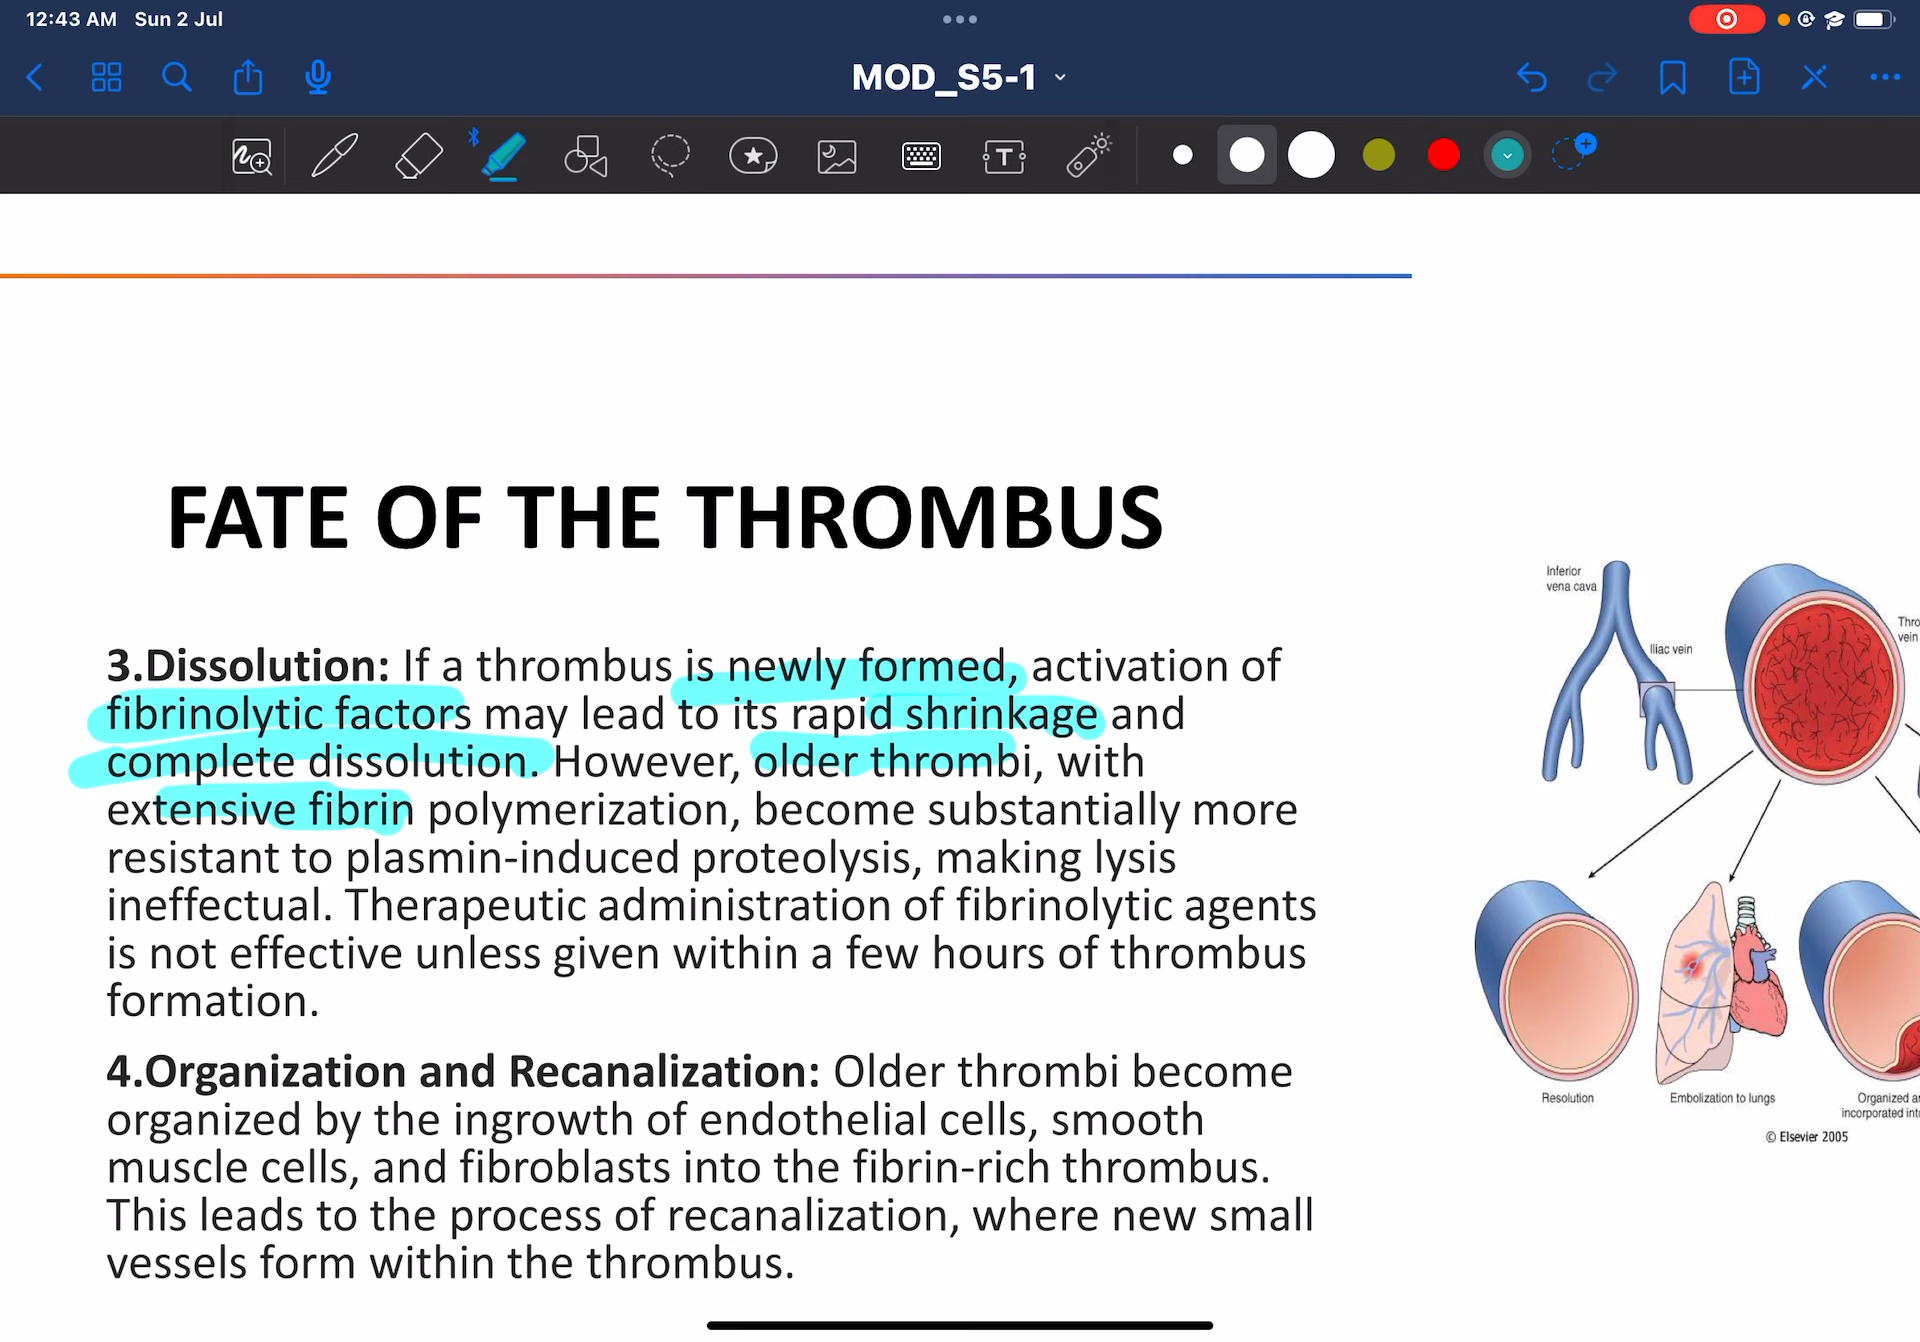 12:43 AM Sun 2 Jul
MOD_S5-1
T
FATE OF THE THROMBUS
3.Dissolution: If a thrombus is newly formed, activation of
fibrinolytic factors may lead to its rapid shrinkage and
complete dissolution. However, older thrombi, with
extensive fibrin polymerization, become substantially more
resistant to plasmin-induced proteolysis, making lysis
ineffectual. Therapeutic administration of fibrinolytic agents
is not effective unless given within a few hours of thrombus
formation.
4.Organization and Recanalization: Older thrombi become
organized by the ingrowth of endothelial cells, smooth
muscle cells, and fibroblasts into the fibrin-rich thrombus.
This leads to the process of recanalization, where new small
vessels form within the thrombus.
Inferior
vena cava
Iliac vein
Thro
vein
Resolution
Embolization to lungs
Organized an
incorporated into
© Elsevier 2005